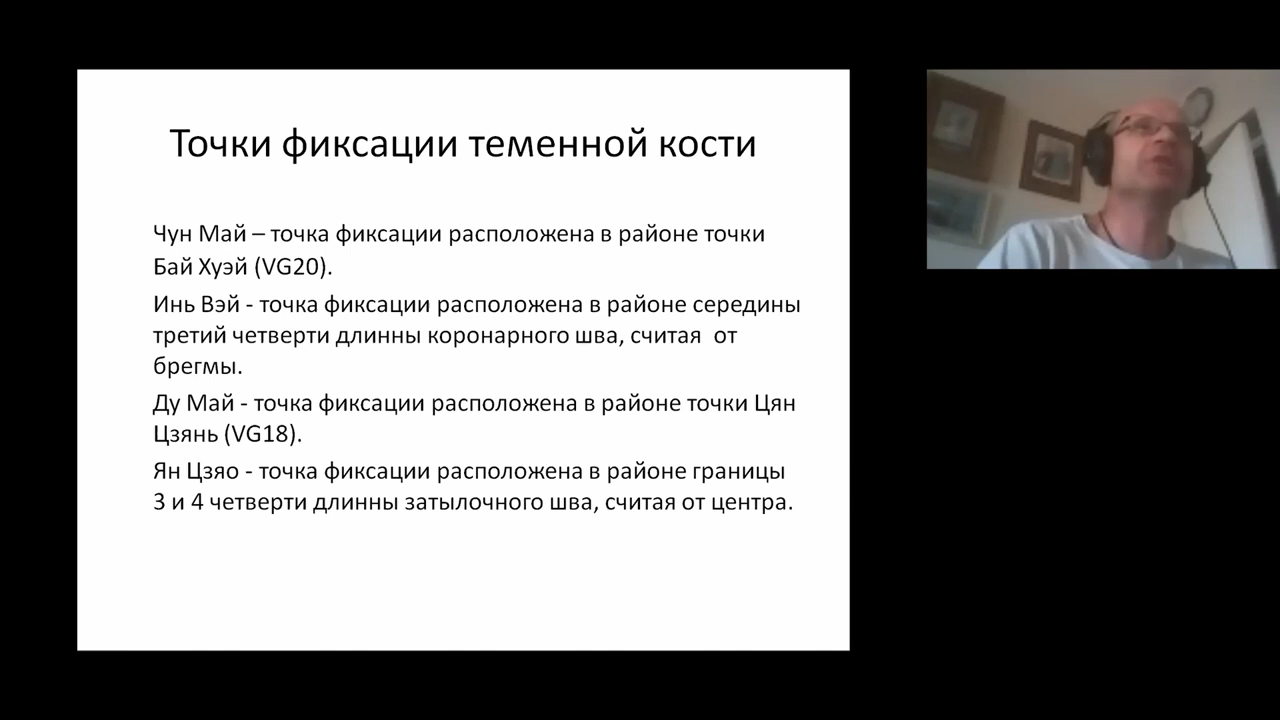 Точки фиксации теменной кости
Чун Май – точка фиксации расположена в районе точки
Бай Хуэй (VG20).
Инь Вэй - точка фиксации расположена в районе середины
третий четверти длинны коронарного шва, считая  от
брегмы.
Ду Май - точка фиксации расположена в районе точки Цян
Цзянь (VG18).
Ян Цзяо - точка фиксации расположена в районе границы
3 и 4 четверти длинны затылочного шва, считая от центра.